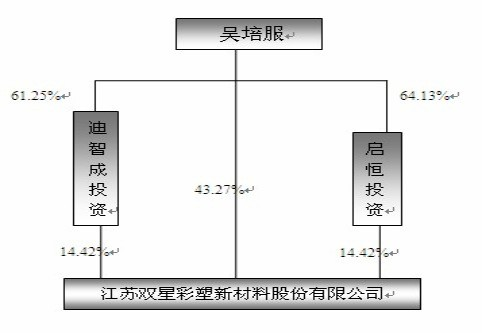 吴培服
61.25%
64.13%
迪智成投资
启恒投资
43.27%
14.42%
14.42%
江苏双星彩塑新材料股份有限公司